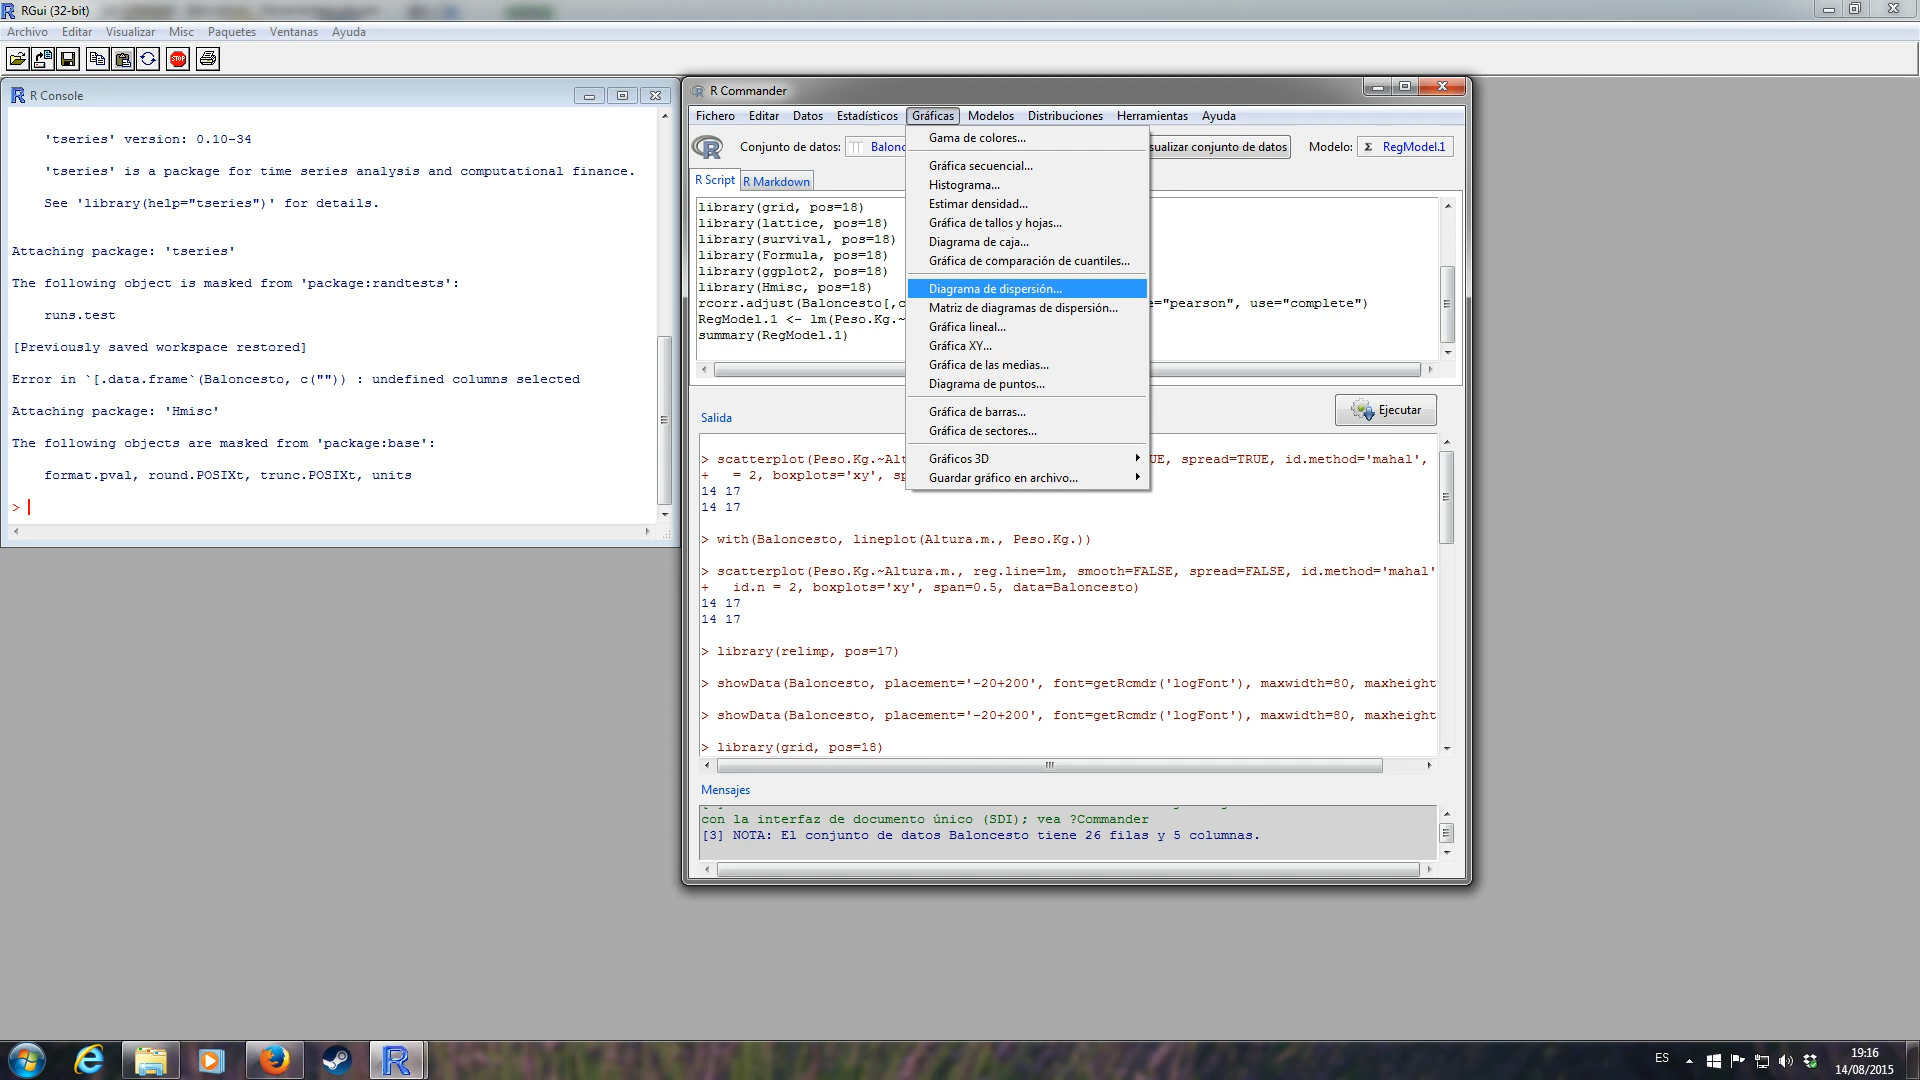 RGui (32-bit)
Archivo Editar Visualizar Misc Paquetes Ventanas Ayuda
STOP
R Console
'tseries' version: 0.10-34
'tseries' is a package for time series analysis and computational finance.
See 'library(help="tseries")' for details.
Attaching package: 'tseries'
The following object is masked from 'package:randtests':
runs.test
[Previously saved workspace restored]
Error in `[.data.frame`(Baloncesto, c("")) : undefined columns selected
Attaching package: 'Hmisc'
The following objects are masked from 'package:base':
format.pval, round.POSIXt, trunc.POSIXt, units
>
R Commander
Fichero Editar Datos Estadísticos Gráficas Modelos Distribuciones Herramientas Ayuda
Conjunto de datos: Balonc sualizar conjunto de datos Modelo: Σ RegModel.1
R Script R Markdown
library(grid, pos=18)
library(lattice, pos=18)
library(survival, pos=18)
library(Formula, pos=18)
library(ggplot2, pos=18)
library(Hmisc, pos=18)
rcorr.adjust(Baloncesto[,c e="pearson", use="complete")
RegModel.1 <- lm(Peso.Kg.~
summary(RegModel.1)
Gama de colores...
Gráfica secuencial...
Histograma...
Estimar densidad...
Gráfica de tallos y hojas...
Diagrama de caja...
Gráfica de comparación de cuantiles...
Diagrama de dispersión...
Matriz de diagramas de dispersión...
Gráfica lineal...
Gráfica XY...
Gráfica de las medias...
Diagrama de puntos...
Gráfica de barras...
Gráfica de sectores...
Gráficos 3D
Guardar gráfico en archivo...
Salida
Ejecutar
> scatterplot(Peso.Kg.~Altu UE, spread=TRUE, id.method='mahal',
+ = 2, boxplots='xy', sp
14 17
14 17
> with(Baloncesto, lineplot(Altura.m., Peso.Kg.))
> scatterplot(Peso.Kg.~Altura.m., reg.line=lm, smooth=FALSE, spread=FALSE, id.method='mahal'
+ id.n = 2, boxplots='xy', span=0.5, data=Baloncesto)
14 17
14 17
> library(relimp, pos=17)
> showData(Baloncesto, placement='-20+200', font=getRcmdr('logFont'), maxwidth=80, maxheight
> showData(Baloncesto, placement='-20+200', font=getRcmdr('logFont'), maxwidth=80, maxheight
> library(grid, pos=18)
Mensajes
con la interfaz de documento único (SDI); vea ?Commander
[3] NOTA: El conjunto de datos Baloncesto tiene 26 filas y 5 columnas.
ES
19:16
14/08/2015